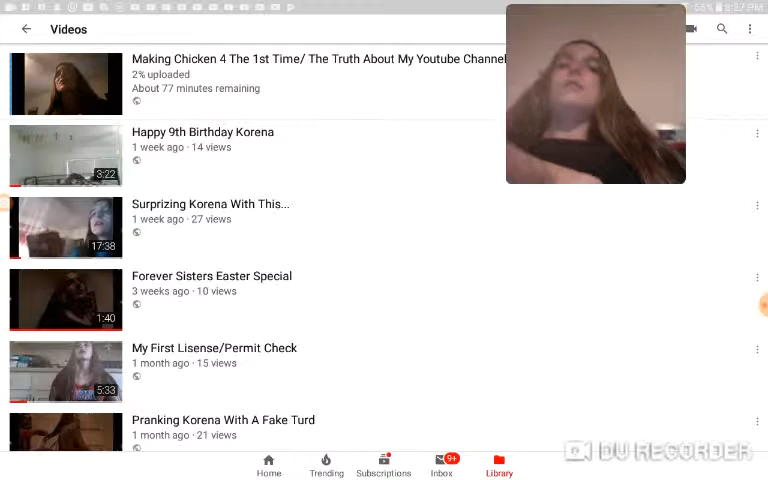 56% 8:27 PM
Videos
Making Chicken 4 The 1st Time/ The Truth About My Youtube Channel
2% uploaded
About 77 minutes remaining
Happy 9th Birthday Korena
1 week ago · 14 views
3:22
Surprizing Korena With This...
1 week ago · 27 views
17:38
Forever Sisters Easter Special
3 weeks ago · 10 views
1:40
My First Lisense/Permit Check
1 month ago · 15 views
5:33
Pranking Korena With A Fake Turd
1 month ago · 21 views
9+
Home Trending Subscriptions Inbox Library
DU RECORDER